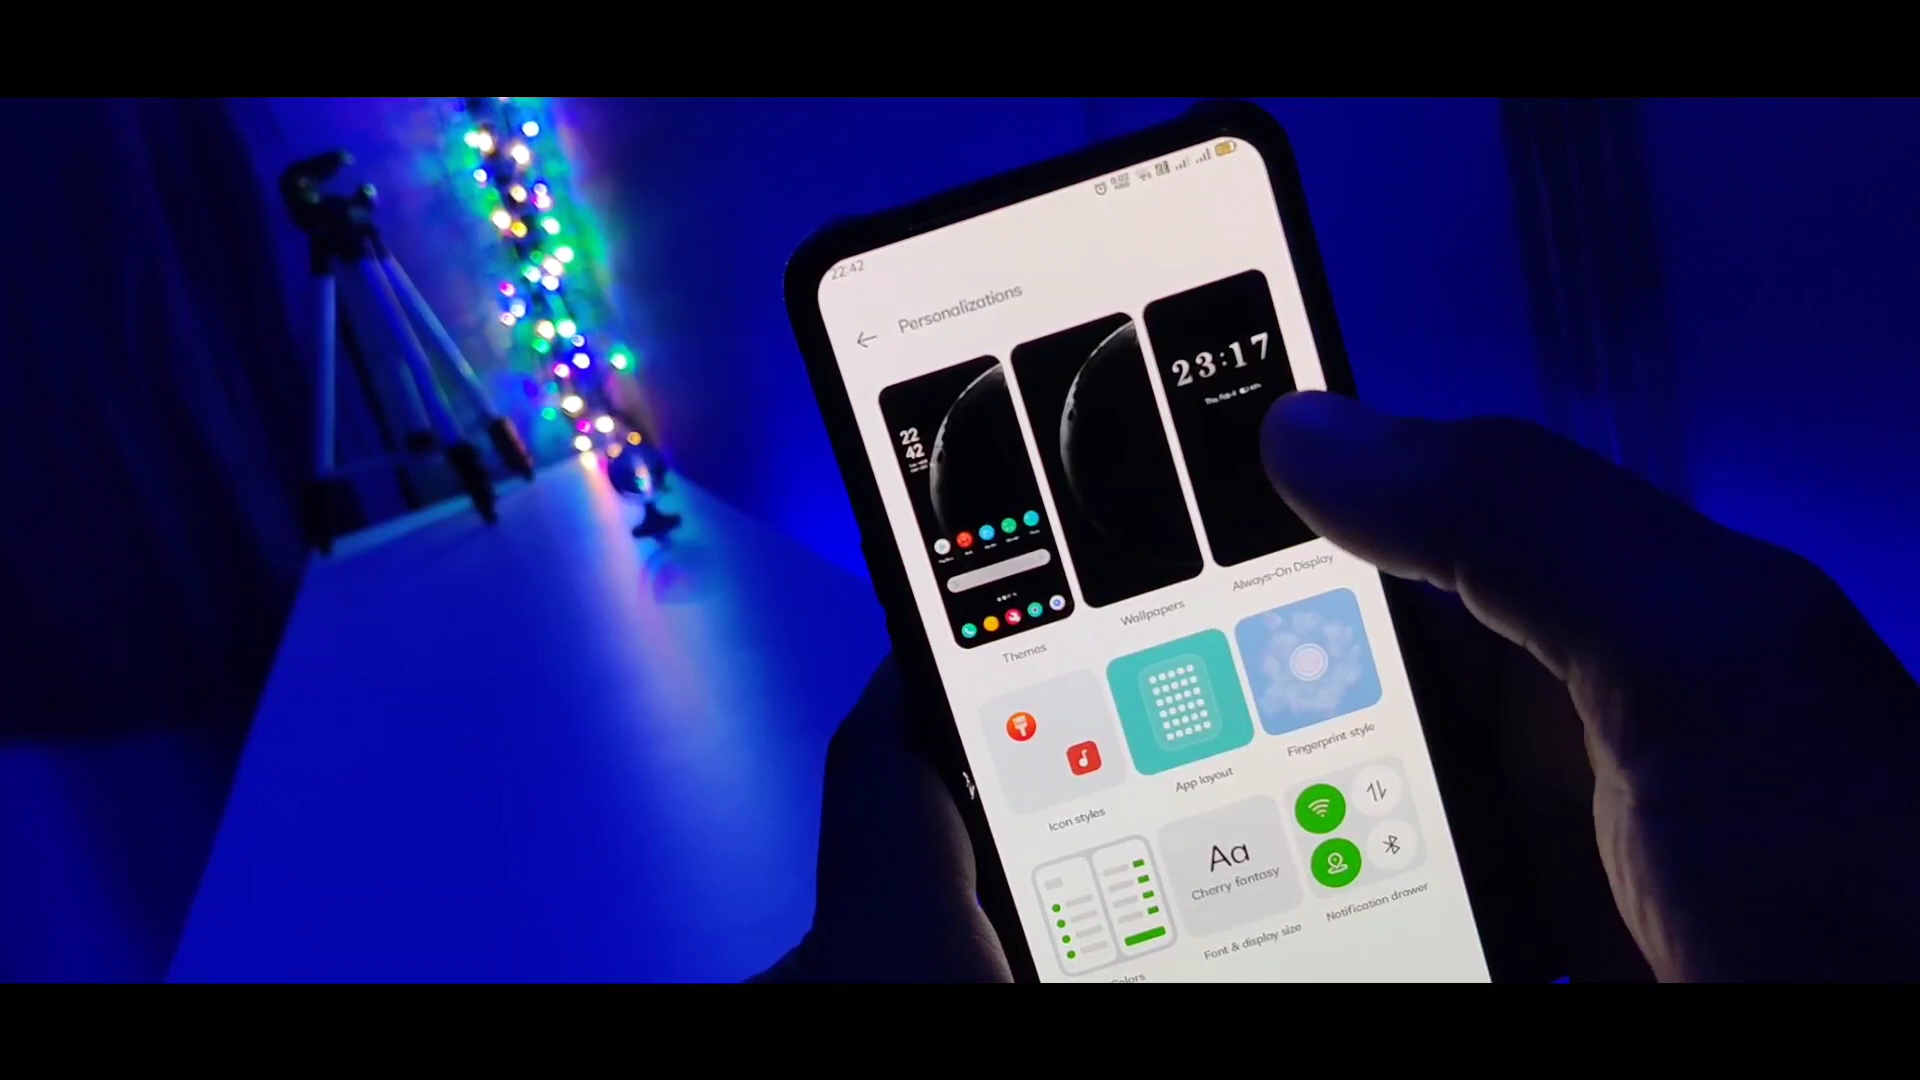 22:42
Personalizations
22
42
23:17
Themes
Wallpapers
Always-On Display
Icon styles
App layout
Fingerprint style
Aa
Cherry fantasy
Colors
Font & display size
Notification drawer